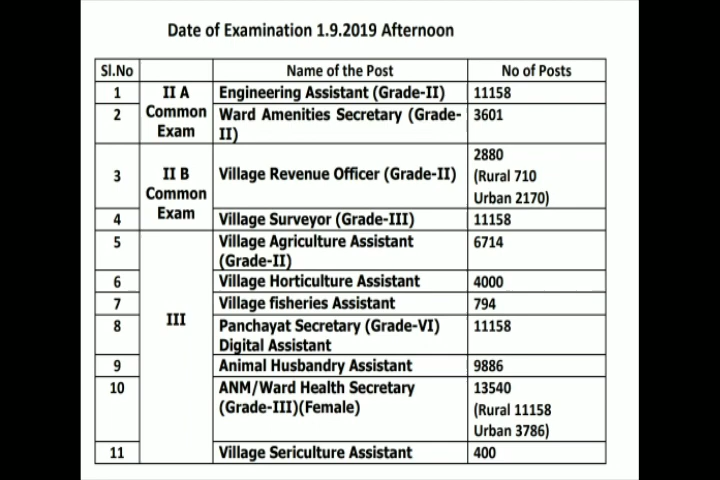 Date of Examination 1.9.2019 Afternoon
Sl.No Name of the Post No of Posts
1 II A Common Exam Engineering Assistant (Grade-II) 11158
2 Ward Amenities Secretary (Grade-
II) 3601
3 II B Common Exam Village Revenue Officer (Grade-II) 2880
(Rural 710
Urban 2170)
4 Village Surveyor (Grade-III) 11158
5 III Village Agriculture Assistant
(Grade-II) 6714
6 Village Horticulture Assistant 4000
7 Village fisheries Assistant 794
8 Panchayat Secretary (Grade-VI)
Digital Assistant 11158
9 Animal Husbandry Assistant 9886
10 ANM/Ward Health Secretary
(Grade-III)(Female) 13540
(Rural 11158
Urban 3786)
11 Village Sericulture Assistant 400